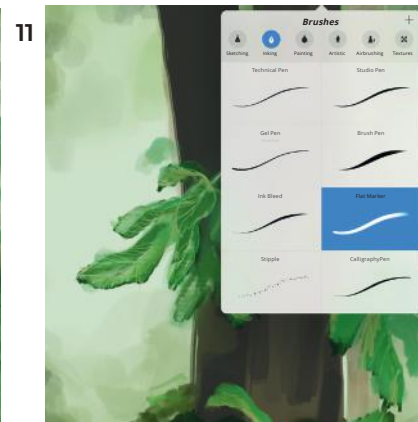 11
Brushes
+
Sketching Inking Painting Artistic Airbrushing Textures
Technical Pen Studio Pen
Gel Pen Brush Pen
Ink Bleed Flat Marker
Stipple CalligraphyPen